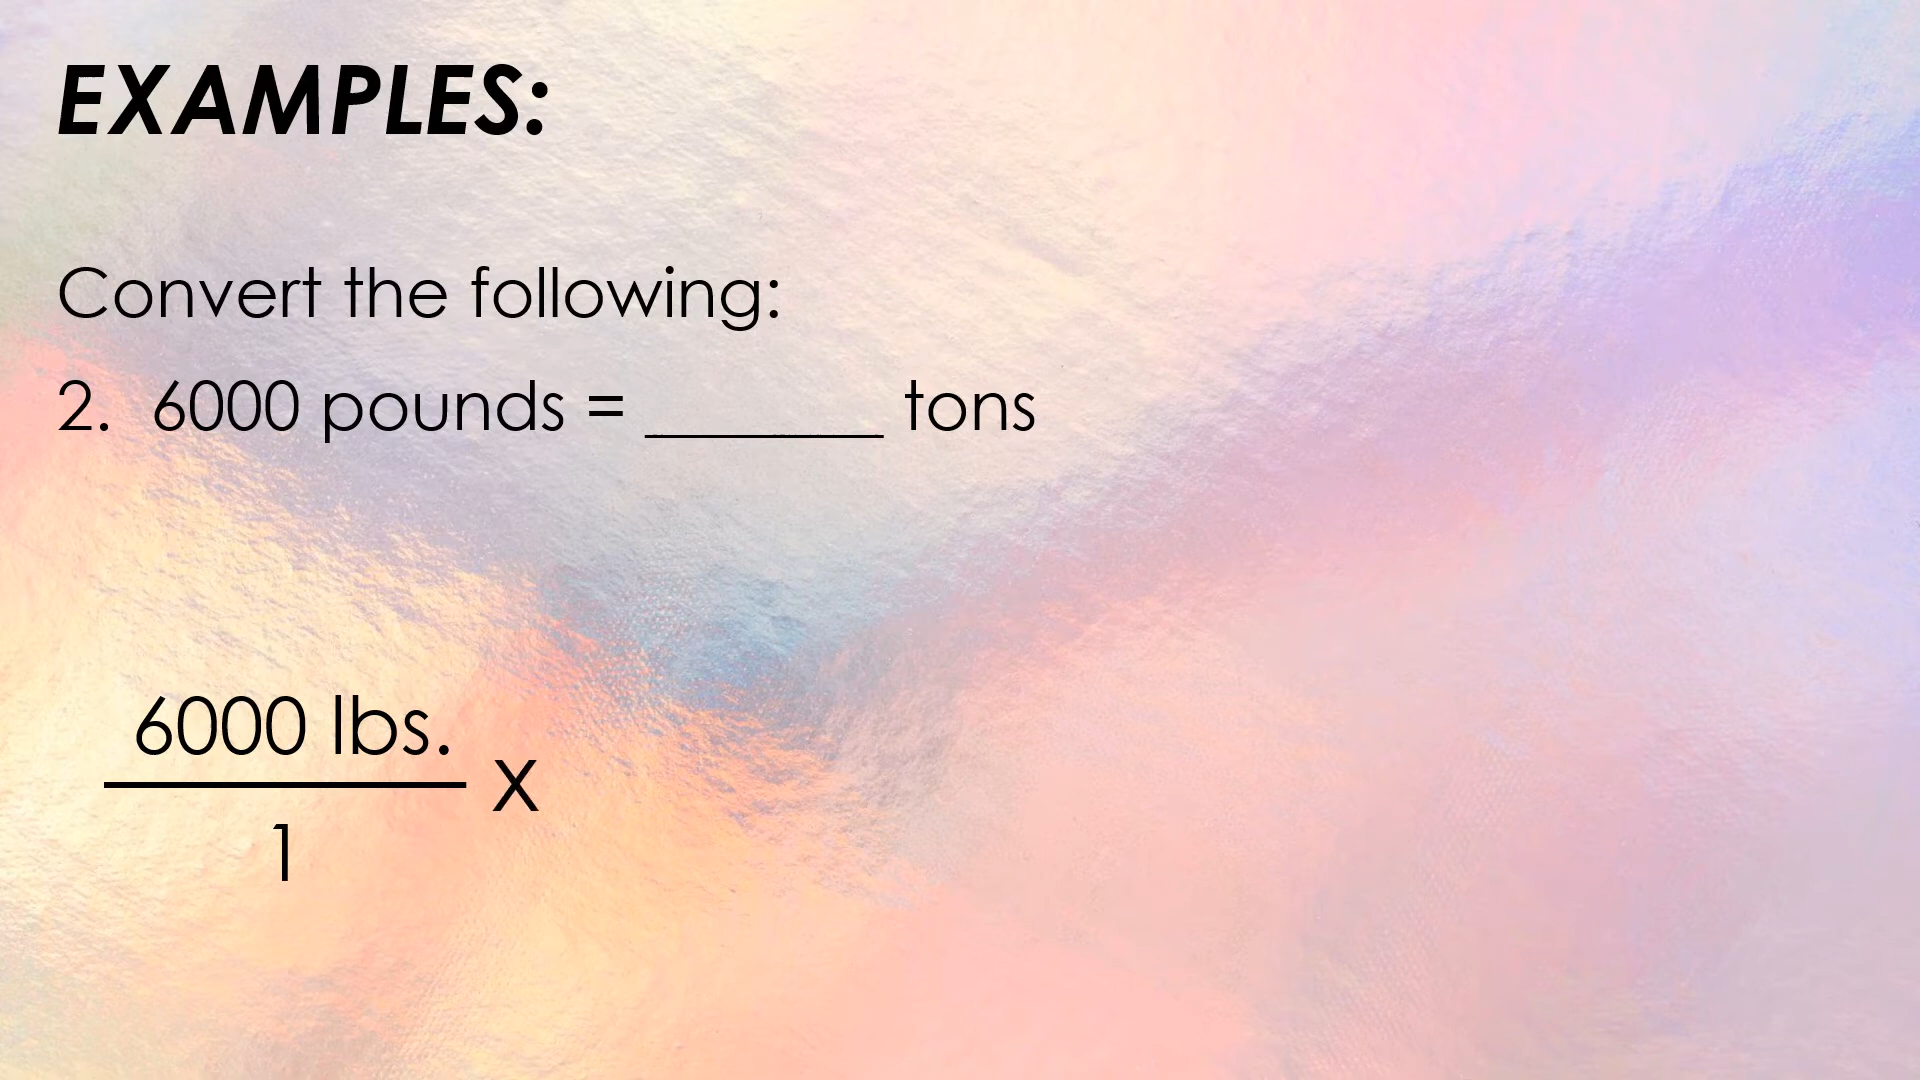 EXAMPLES:
Convert the following:
2. 6000 pounds = _______ tons
6000 lbs.
x
1